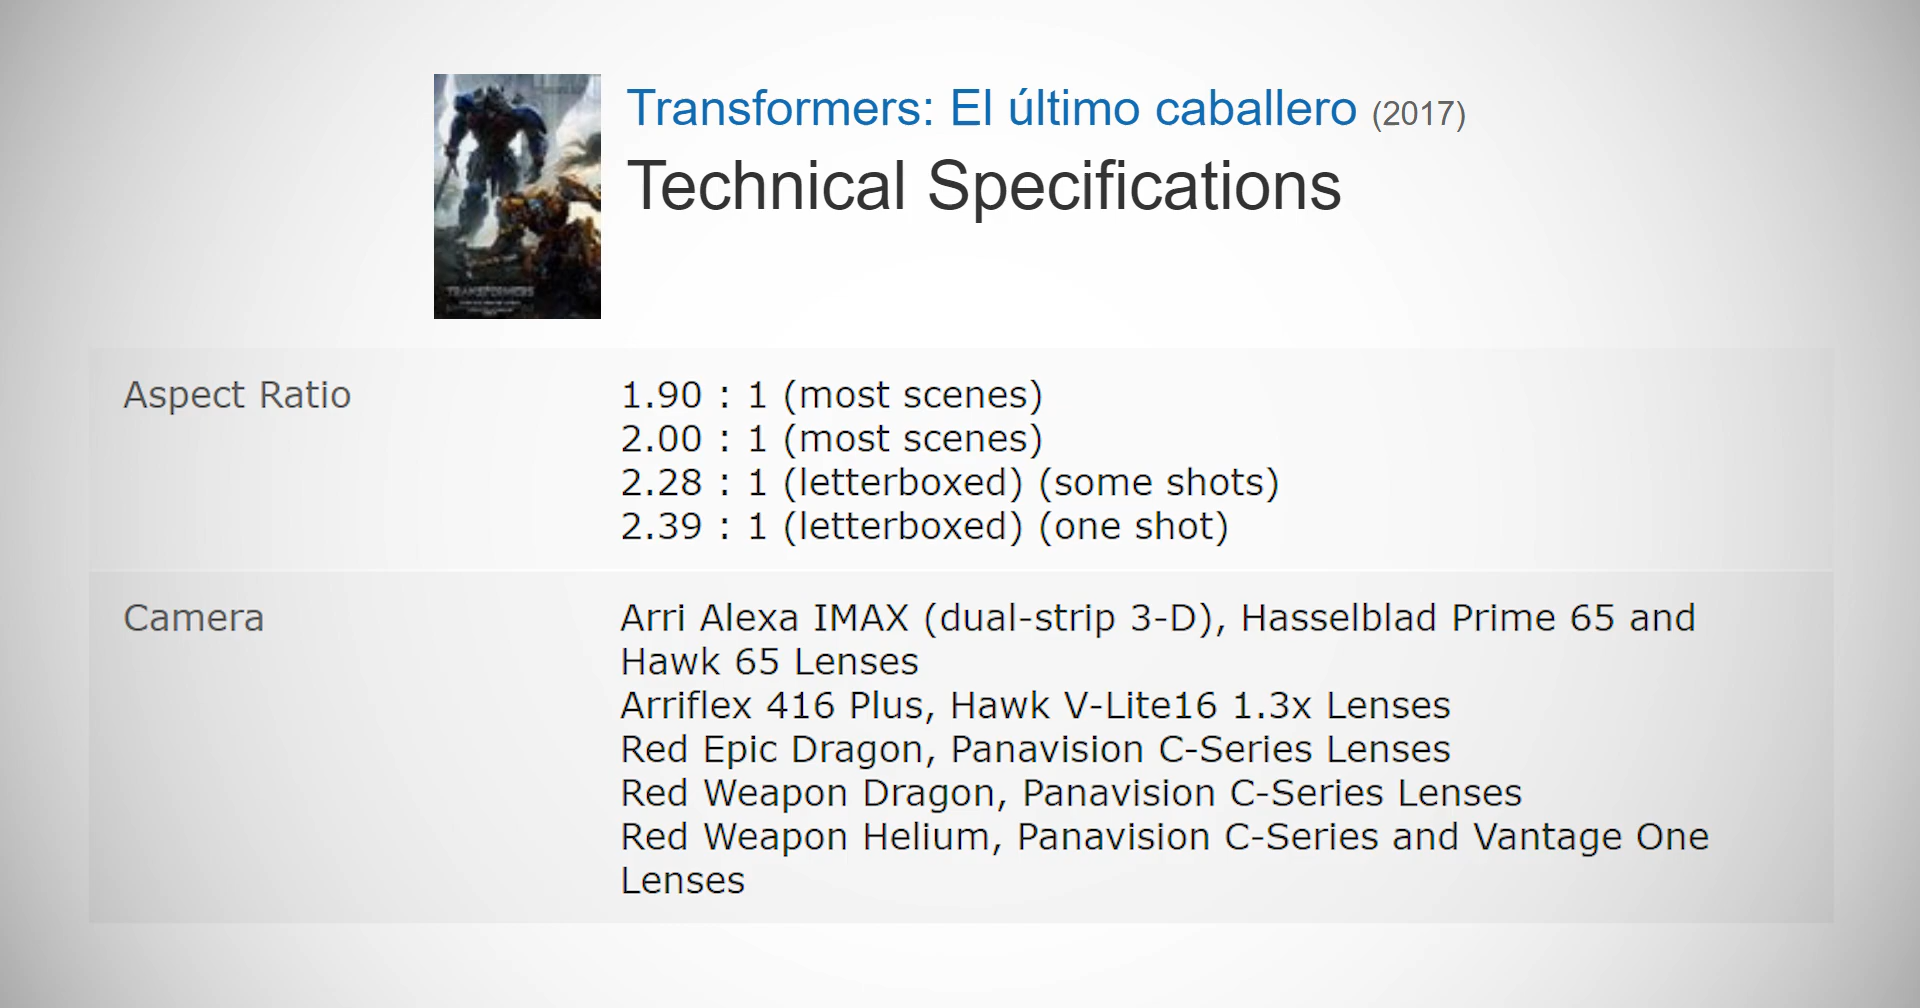 Transformers: El último caballero (2017)
Technical Specifications
TRANSFORMERS
Aspect Ratio
1.90 : 1 (most scenes)
2.00 : 1 (most scenes)
2.28 : 1 (letterboxed) (some shots)
2.39 : 1 (letterboxed) (one shot)
Camera
Arri Alexa IMAX (dual-strip 3-D), Hasselblad Prime 65 and
Hawk 65 Lenses
Arriflex 416 Plus, Hawk V-Lite16 1.3x Lenses
Red Epic Dragon, Panavision C-Series Lenses
Red Weapon Dragon, Panavision C-Series Lenses
Red Weapon Helium, Panavision C-Series and Vantage One
Lenses